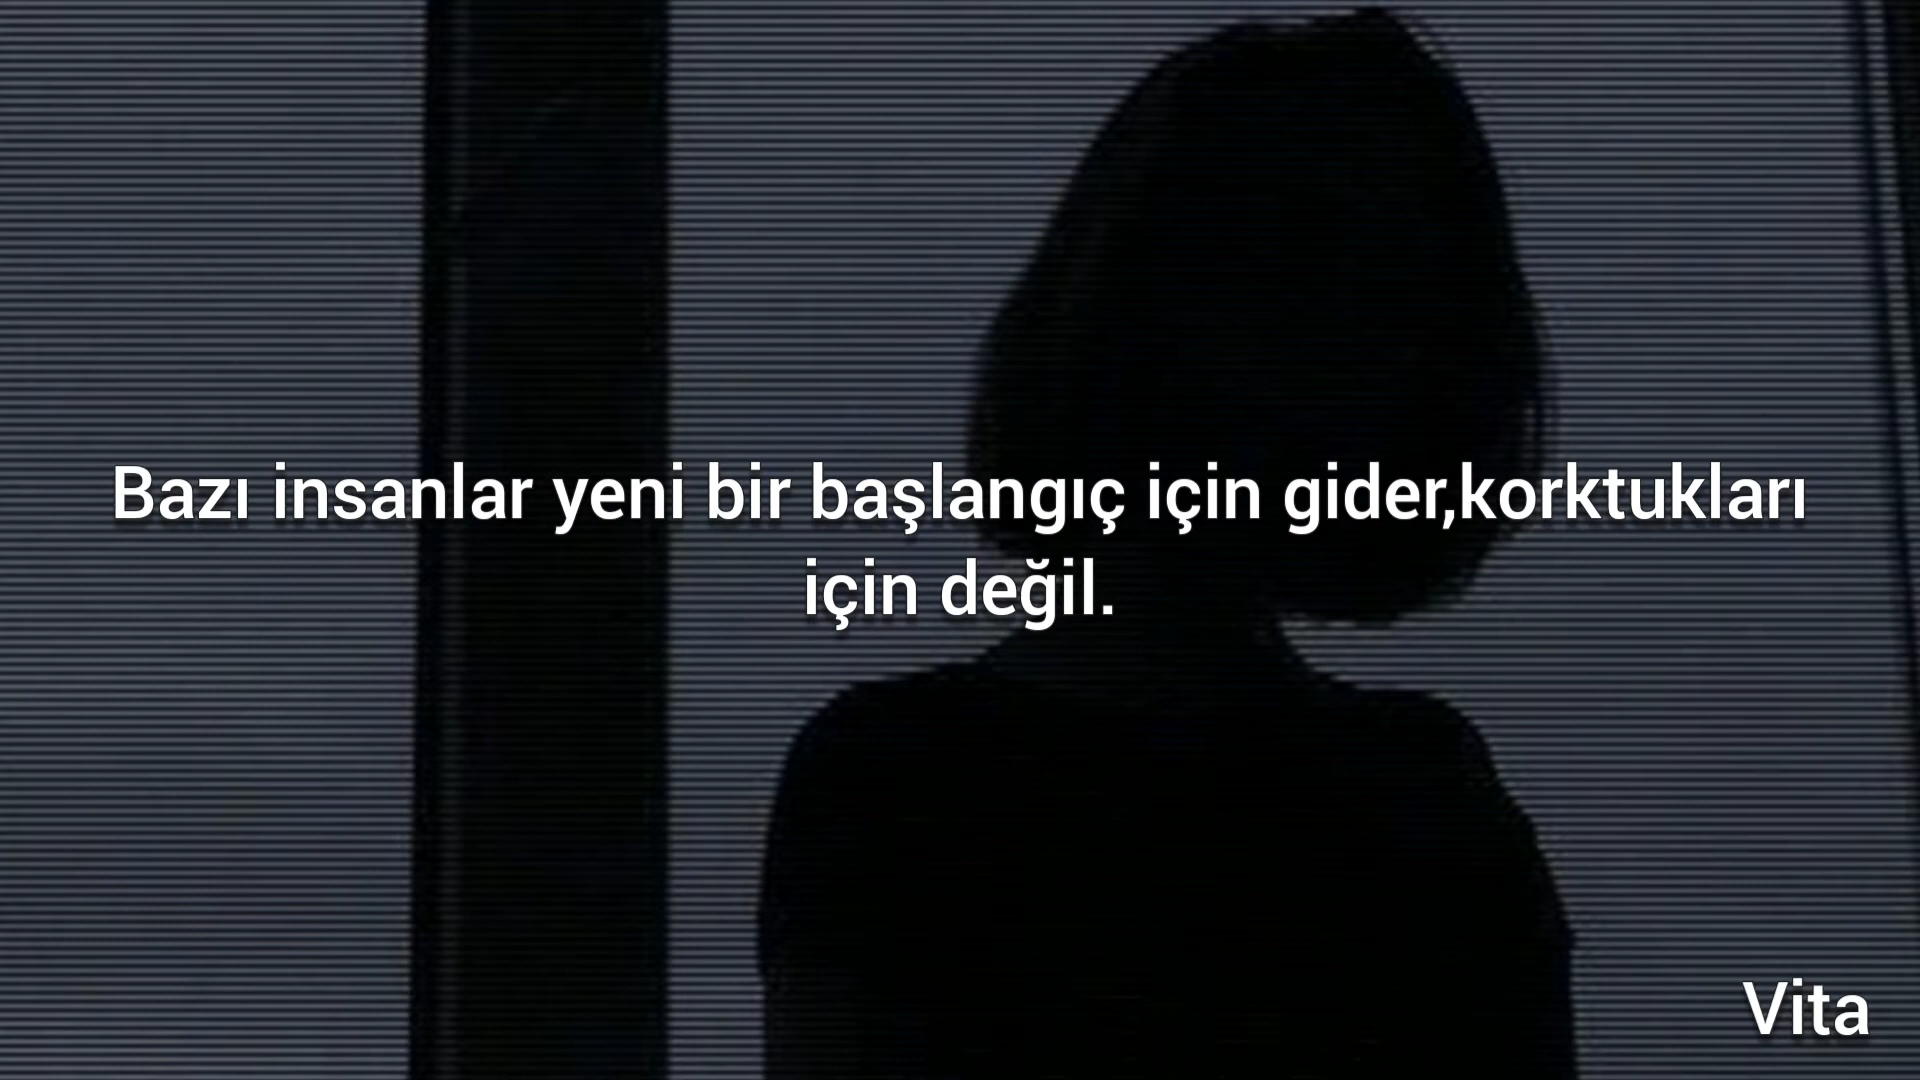 Bazı insanlar yeni bir başlangıç için gider,korktukları
için değil.
Vita